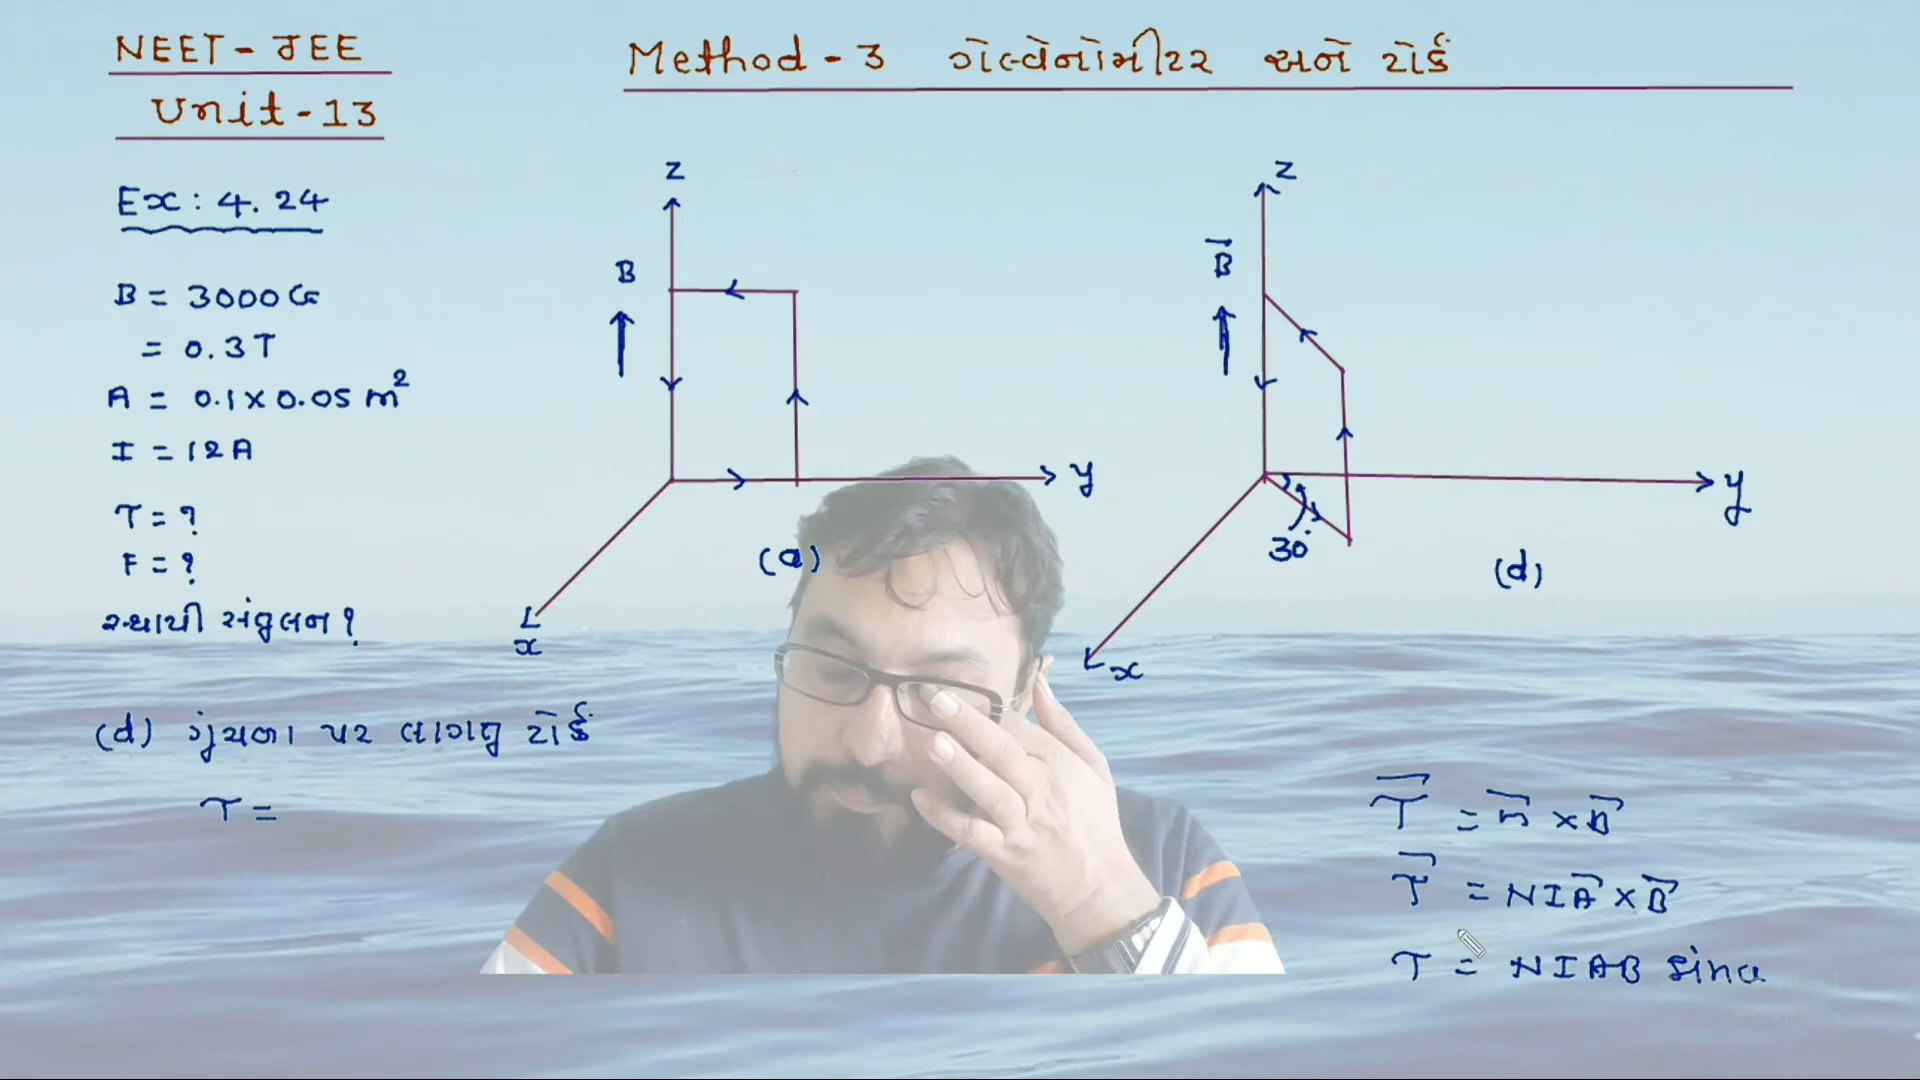 NEET - JEE
Unit - 13
Method - 3 ગેલ્વેનોમીટર અને ટોર્ક
Ex: 4.24
B = 3000 G
= 0.3 T
A = 0.1 x 0.05 m²
I = 12 A
τ = ?
F = ?
સ્થાયી સંતુલન ?
z
B
y
x
(a)
z
B⃗
y
x
30°
(d)
(d) ગૂંચળા પર લાગતુ ટોર્ક
τ =
τ⃗ = m⃗ × B⃗
τ⃗ = NIA⃗ × B⃗
τ = NIAB sinα